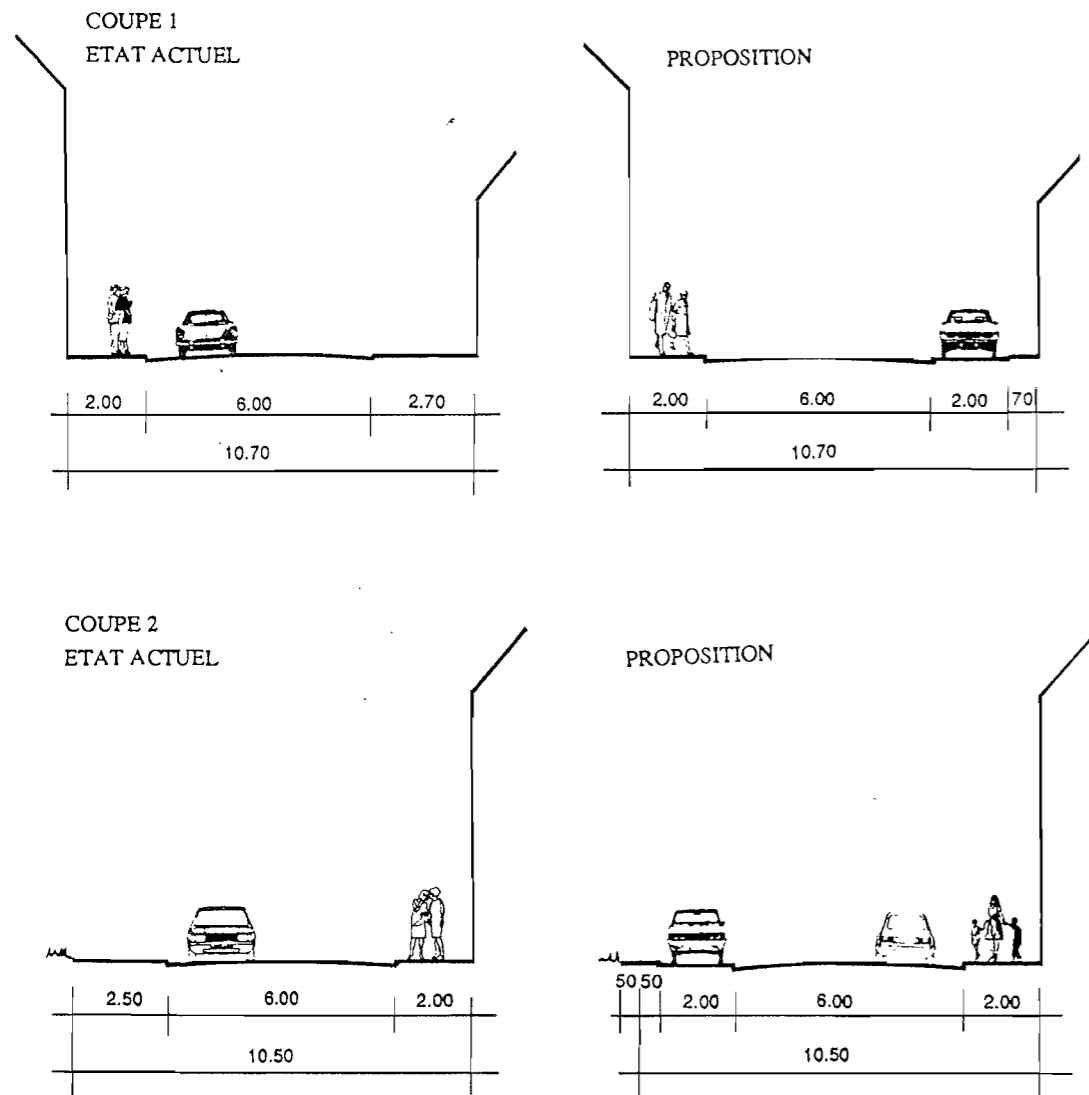 COUPE 1
ETAT ACTUEL
2.00 6.00 2.70
10.70
PROPOSITION
2.00 6.00 2.00 70
10.70
COUPE 2
ETAT ACTUEL
2.50 6.00 2.00
10.50
PROPOSITION
50 50 2.00 6.00 2.00
10.50